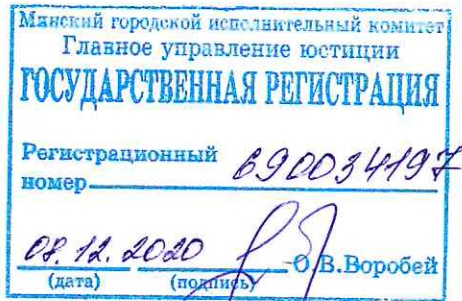 Минский городской исполнительный комитет
Главное управление юстиции
ГОСУДАРСТВЕННАЯ РЕГИСТРАЦИЯ
Регистрационный
номер 690034197
08.12.2020 О.В.Воробей
(дата) (подпись)